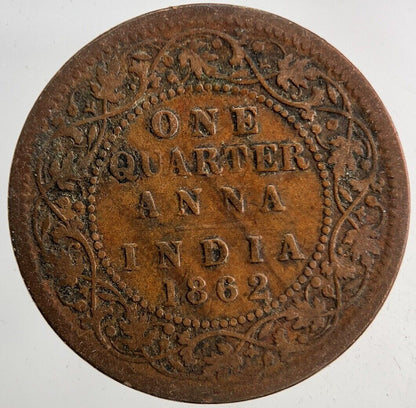 ONE
QUARTER
ANNA
INDIA
1862